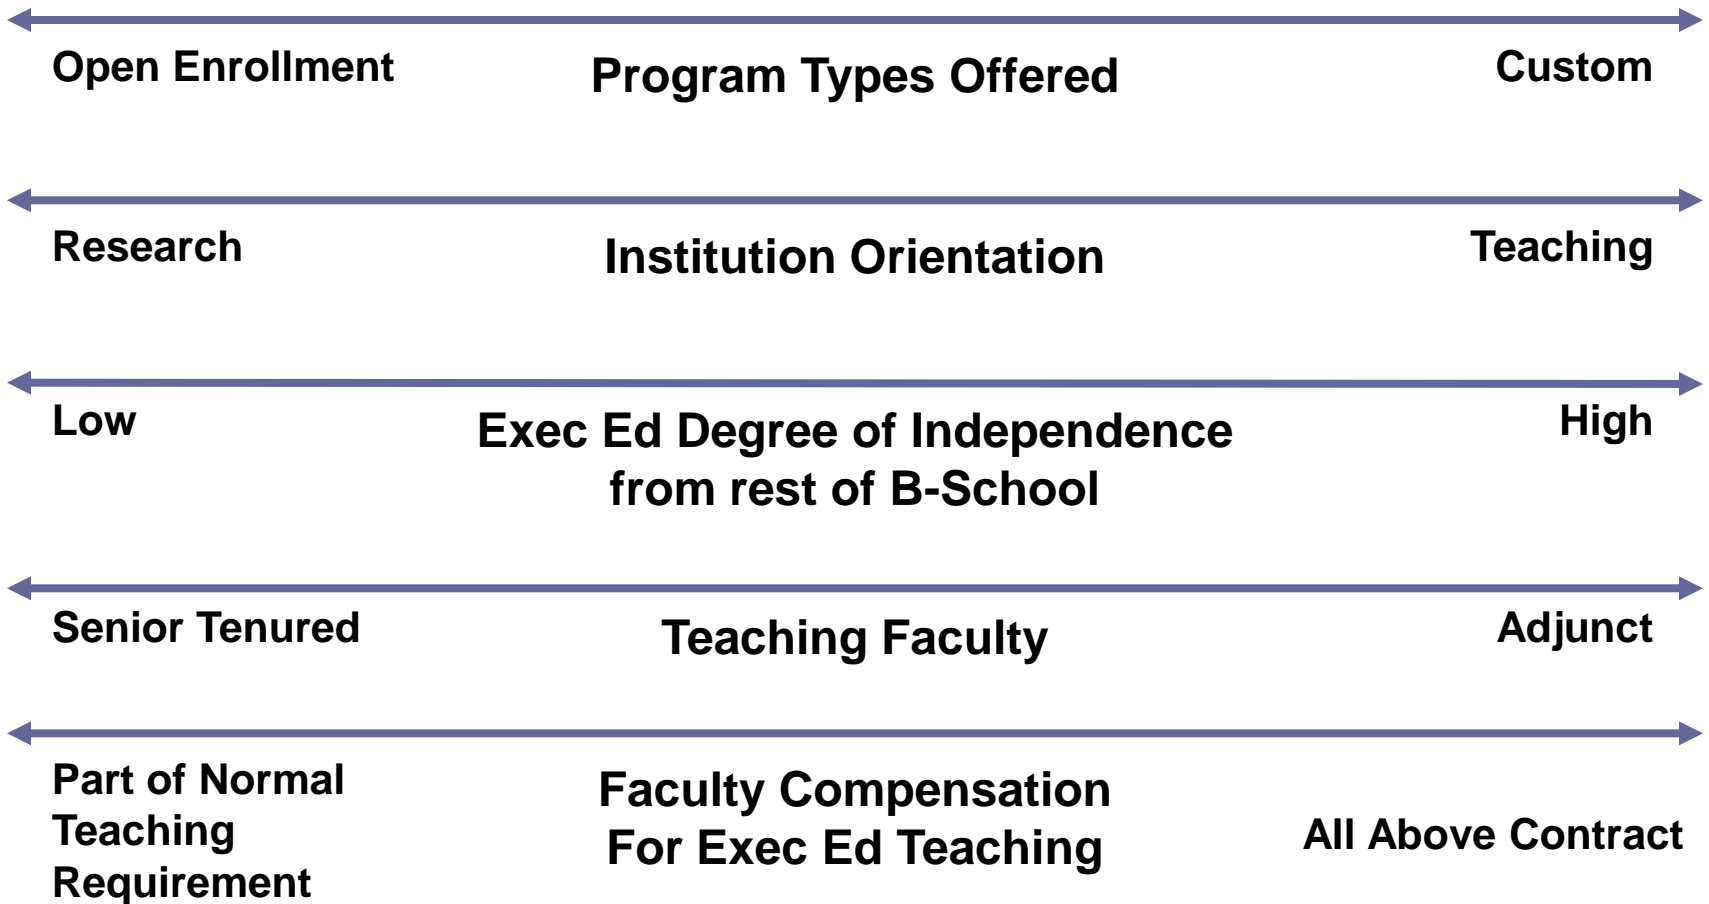 Open Enrollment
Program Types Offered
Custom
Research
Institution Orientation
Teaching
Low
Exec Ed Degree of Independence
from rest of B-School
High
Senior Tenured
Teaching Faculty
Adjunct
Part of Normal
Teaching
Requirement
Faculty Compensation
For Exec Ed Teaching
All Above Contract